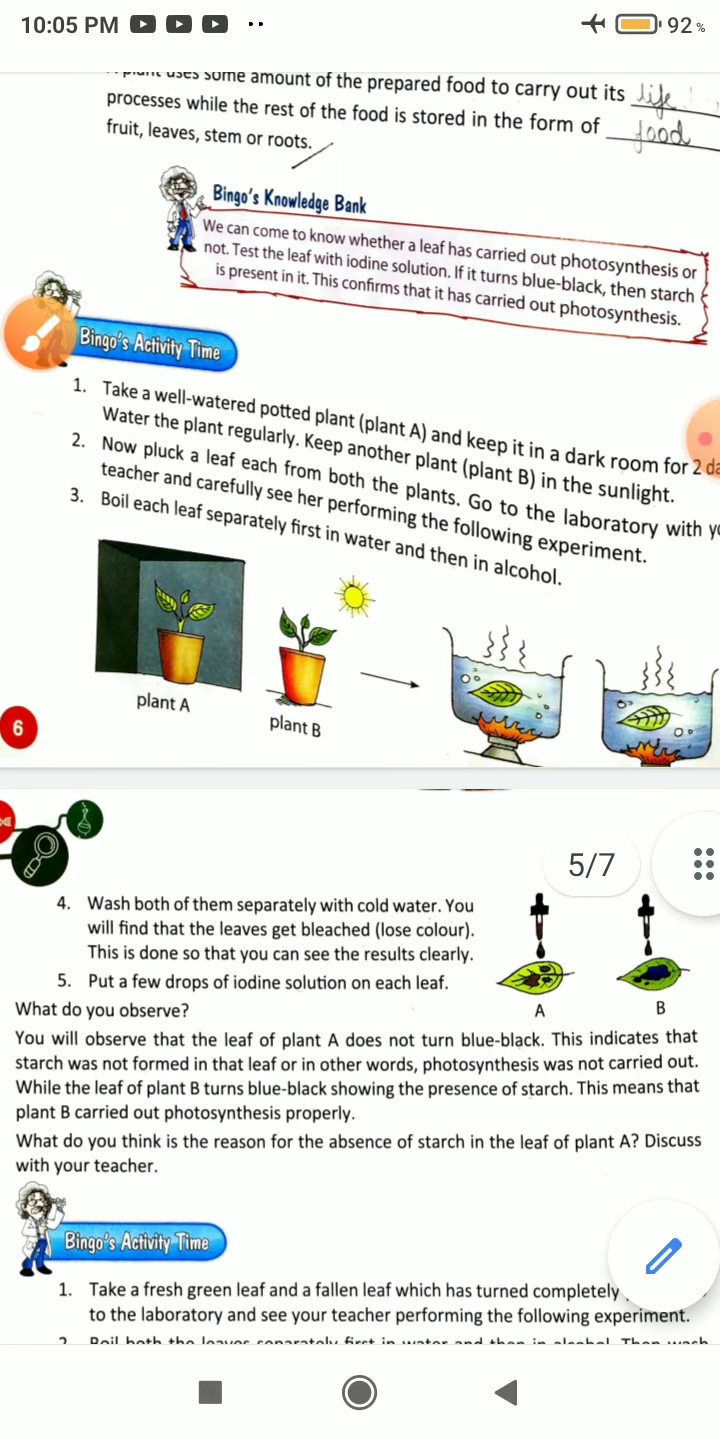 10:05 PM
92%
plant uses some amount of the prepared food to carry out its life
processes while the rest of the food is stored in the form of food
fruit, leaves, stem or roots.
Bingo's Knowledge Bank
We can come to know whether a leaf has carried out photosynthesis or
not. Test the leaf with iodine solution. If it turns blue-black, then starch
is present in it. This confirms that it has carried out photosynthesis.
Bingo's Activity Time
1. Take a well-watered potted plant (plant A) and keep it in a dark room for 2
Water the plant regularly. Keep another plant (plant B) in the sunlight.
2. Now pluck a leaf each from both the plants. Go to the laboratory with
teacher and carefully see her performing the following experiment.
3. Boil each leaf separately first in water and then in alcohol.
plant A
plant B
6
5/7
4. Wash both of them separately with cold water. You
will find that the leaves get bleached (lose colour).
This is done so that you can see the results clearly.
5. Put a few drops of iodine solution on each leaf.
A
B
What do you observe?
You will observe that the leaf of plant A does not turn blue-black. This indicates that
starch was not formed in that leaf or in other words, photosynthesis was not carried out.
While the leaf of plant B turns blue-black showing the presence of starch. This means that
plant B carried out photosynthesis properly.
What do you think is the reason for the absence of starch in the leaf of plant A? Discuss
with your teacher.
Bingo's Activity Time
1. Take a fresh green leaf and a fallen leaf which has turned completely
to the laboratory and see your teacher performing the following experiment.
2. Boil both the leaves separately first in water and then in alcohol. Then wash